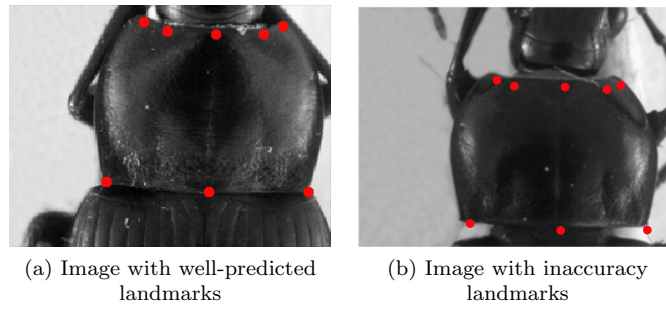 (a) Image with well-predicted
landmarks
(b) Image with inaccuracy
landmarks